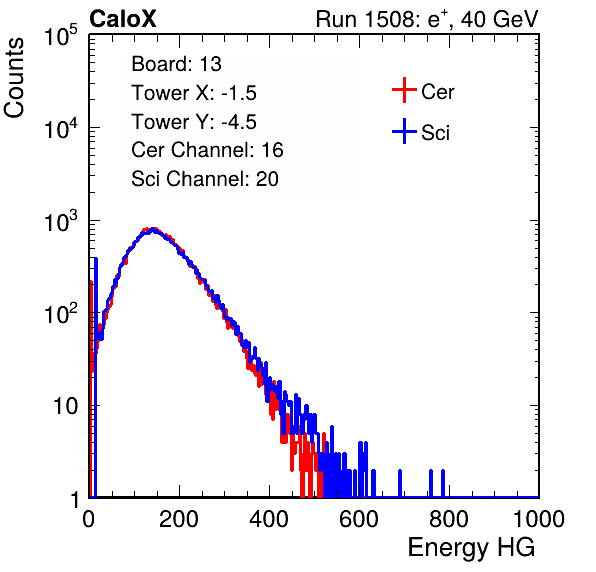 CaloX Run 1508: e⁺, 40 GeV
Board: 13
Tower X: -1.5
Tower Y: -4.5
Cer Channel: 16
Sci Channel: 20
Cer
Sci
Counts
10⁵
10⁴
10³
10²
10
1
0 200 400 600 800 1000
Energy HG